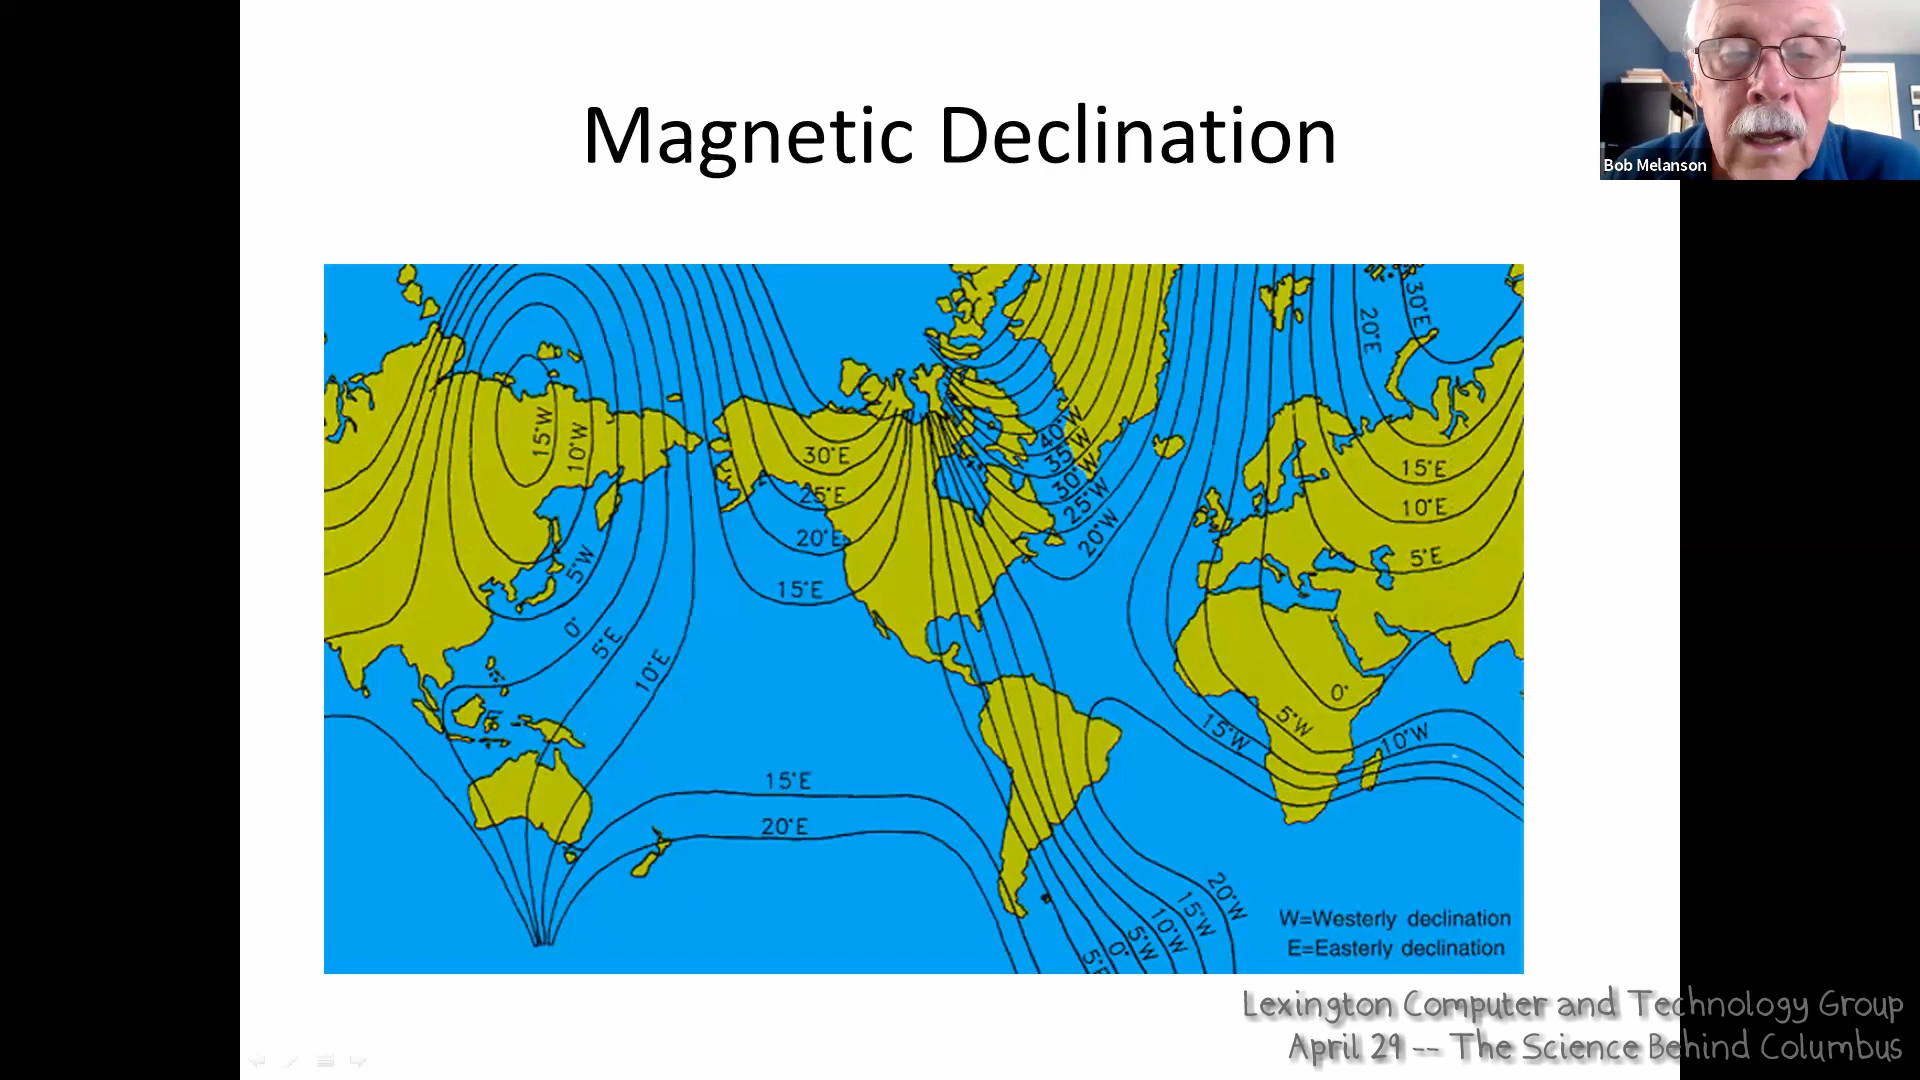 Magnetic Declination
Bob Melanson
20°E
30°E
15°W
10°W
30°E
25°E
20°E
15°E
40°W
35°W
30°W
25°W
20°W
15°E
10°E
5°E
5°W
0°
5°E
10°E
0°
5°W
15°W
10°W
15°E
20°E
20°W
15°W
10°W
5°W
0°
5°E
W=Westerly declination
E=Easterly declination
Lexington Computer and Technology Group
April 29 -- The Science Behind Columbus